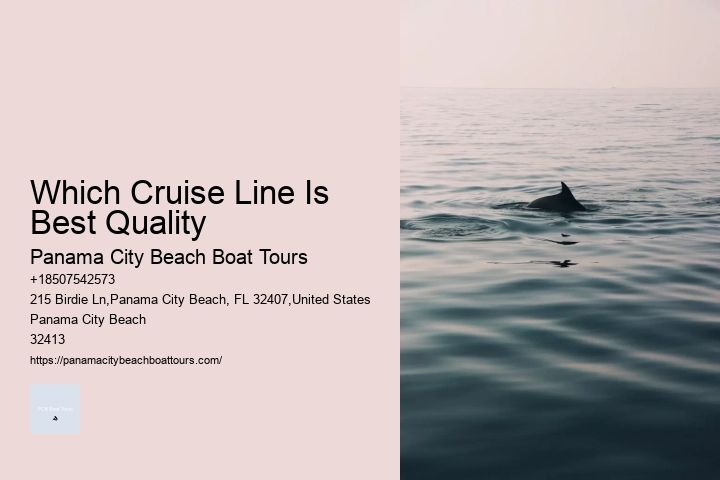 Which Cruise Line Is
Best Quality
Panama City Beach Boat Tours
+18507542573
215 Birdie Ln,Panama City Beach, FL 32407,United States
Panama City Beach
32413
https://panamacitybeachboattours.com/